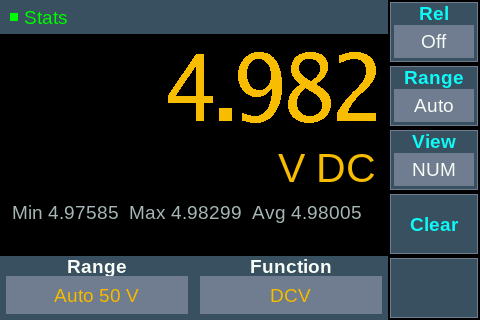 Stats
4.982
V DC
Min 4.97585 Max 4.98299 Avg 4.98005
Range
Auto 50 V
Function
DCV
Rel
Off
Range
Auto
View
NUM
Clear